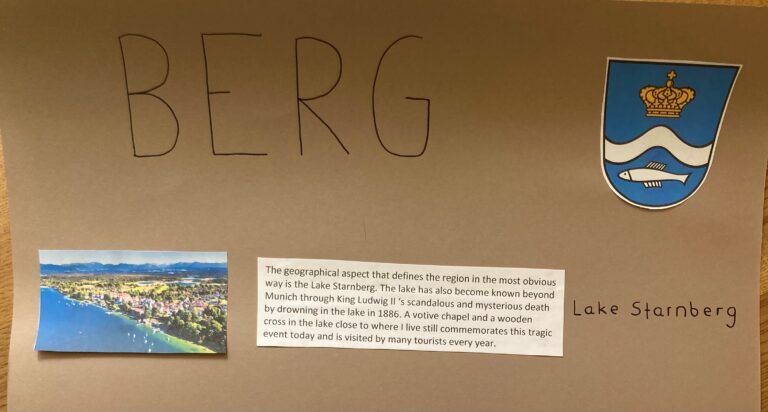 BERG
The geographical aspect that defines the region in the most obvious
way is the Lake Starnberg. The lake has also become known beyond
Munich through King Ludwig II 's scandalous and mysterious death
by drowning in the lake in 1886. A votive chapel and a wooden
cross in the lake close to where I live still commemorates this tragic
event today and is visited by many tourists every year.
Lake Starnberg